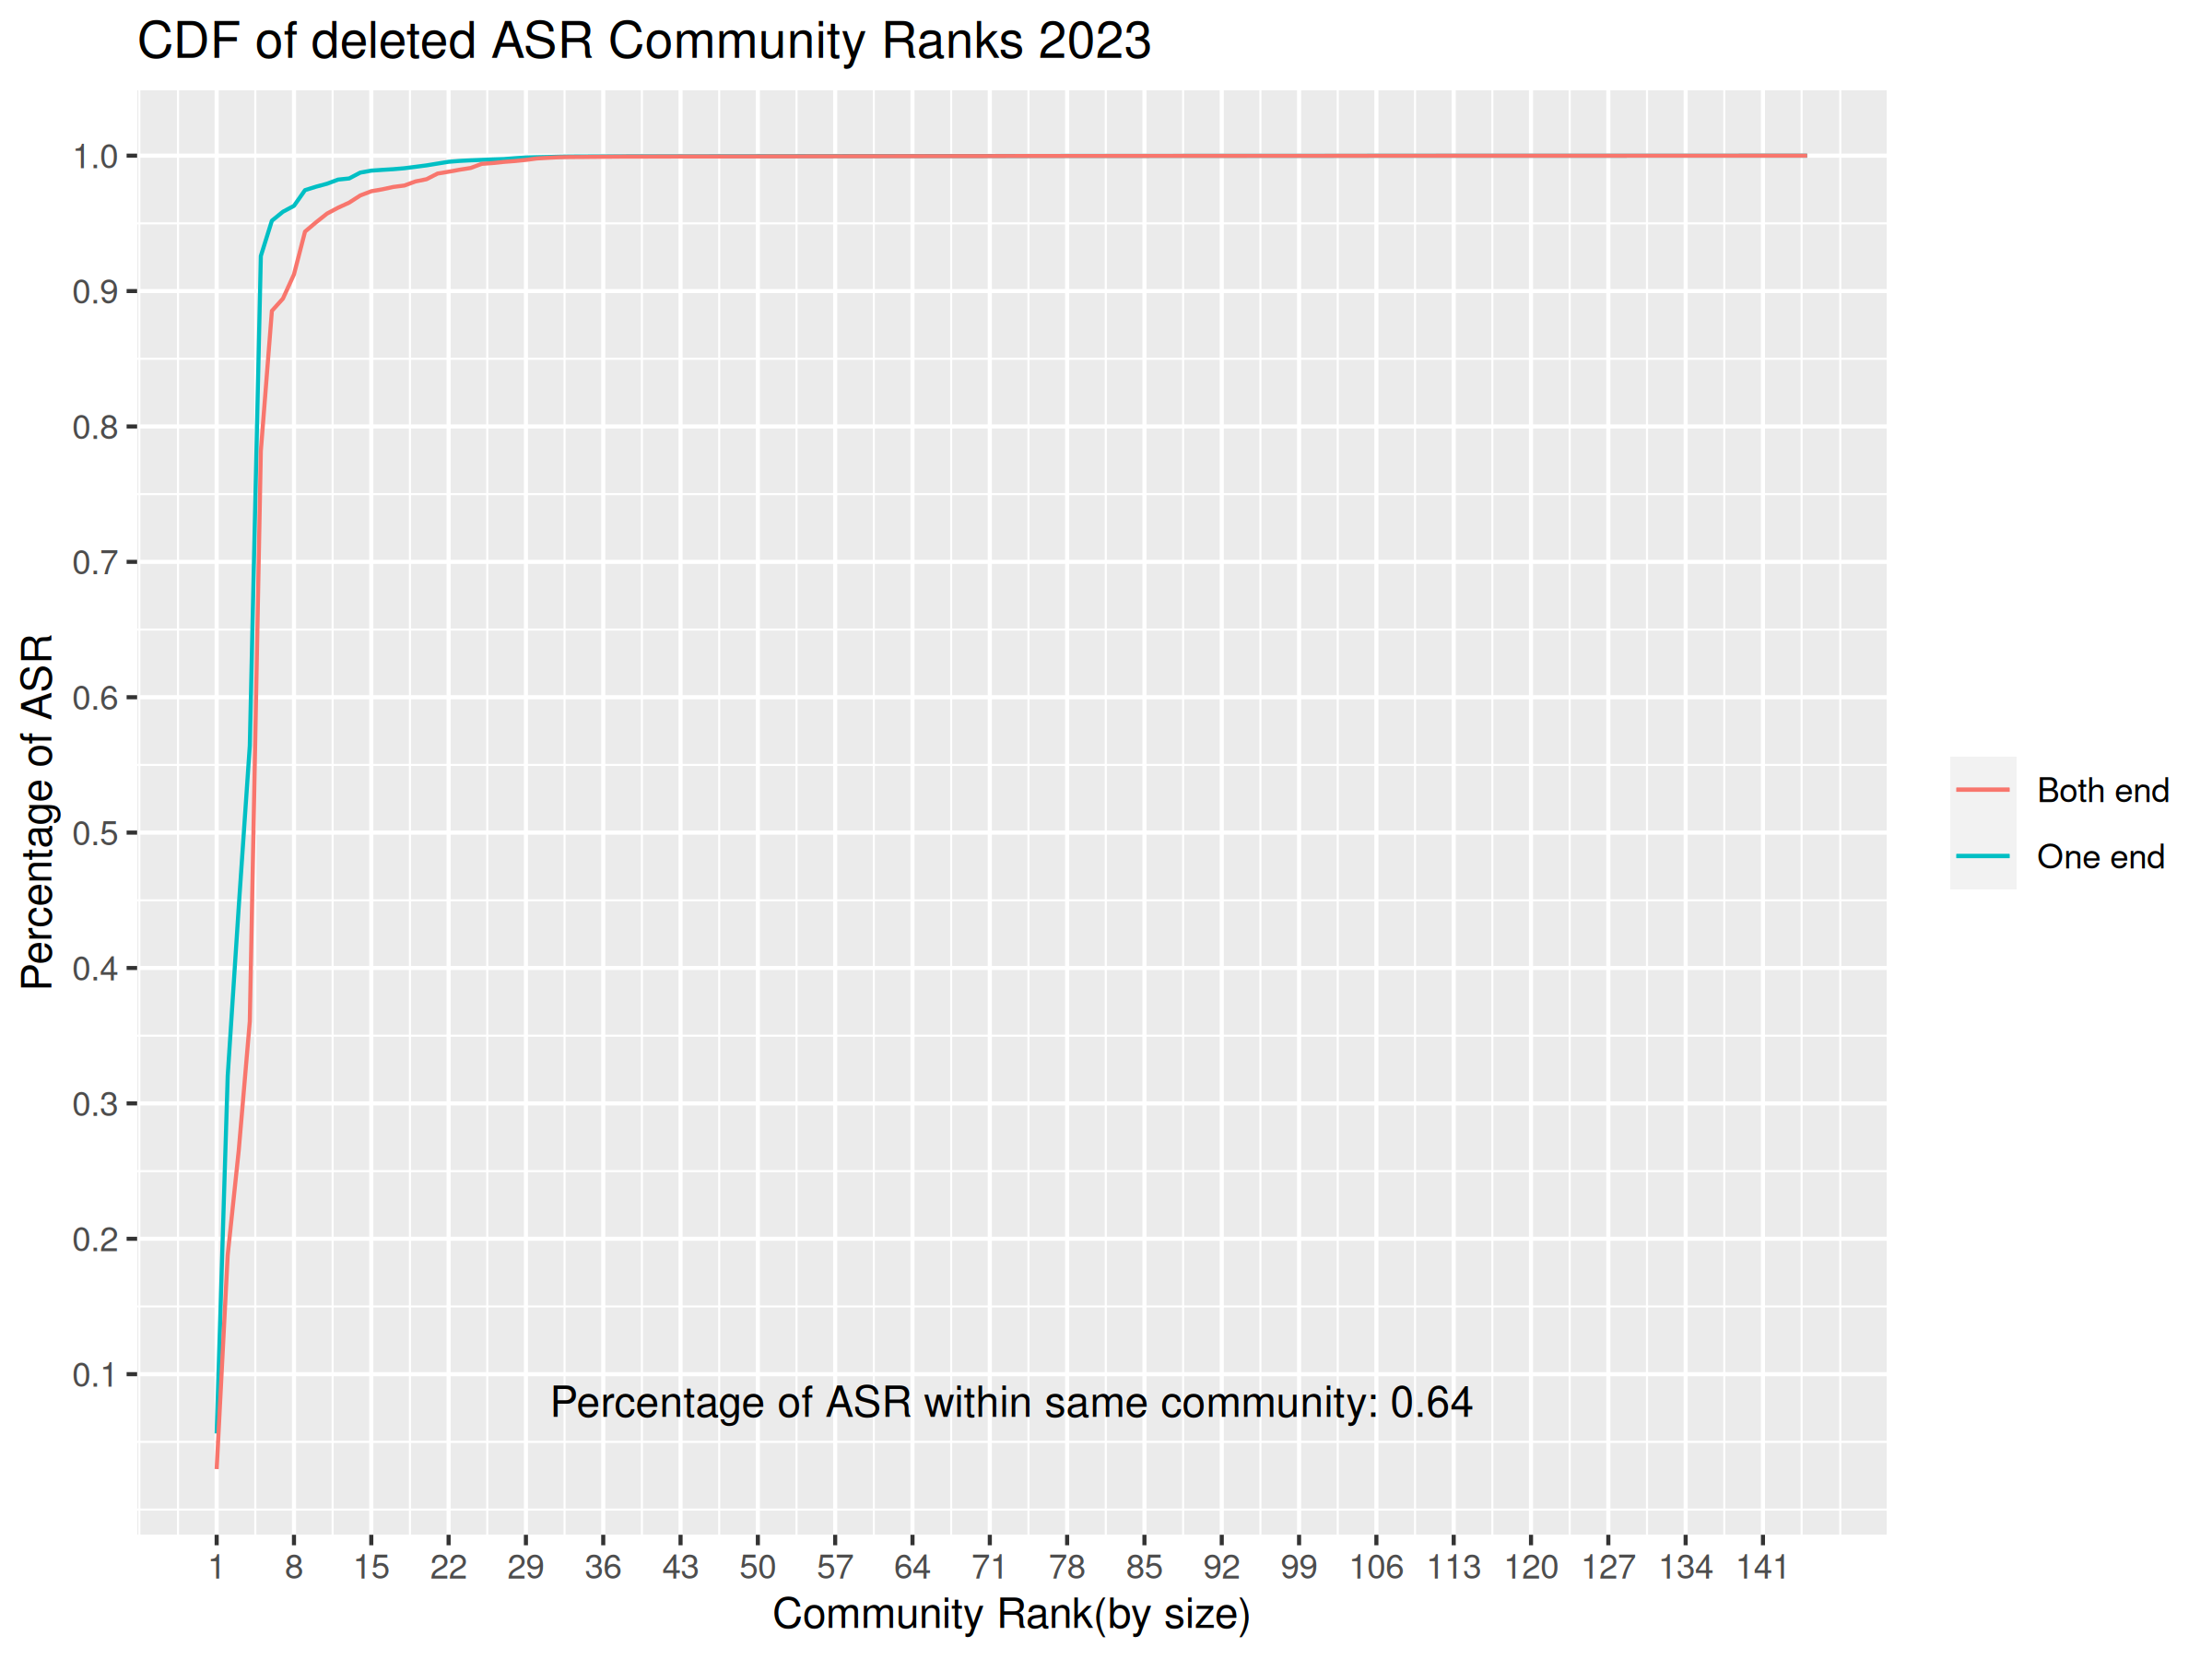 CDF of deleted ASR Community Ranks 2023
Percentage of ASR
1.0
0.9
0.8
0.7
0.6
0.5
0.4
0.3
0.2
0.1
Percentage of ASR within same community: 0.64
1 8 15 22 29 36 43 50 57 64 71 78 85 92 99 106 113 120 127 134 141
Community Rank(by size)
Both end
One end